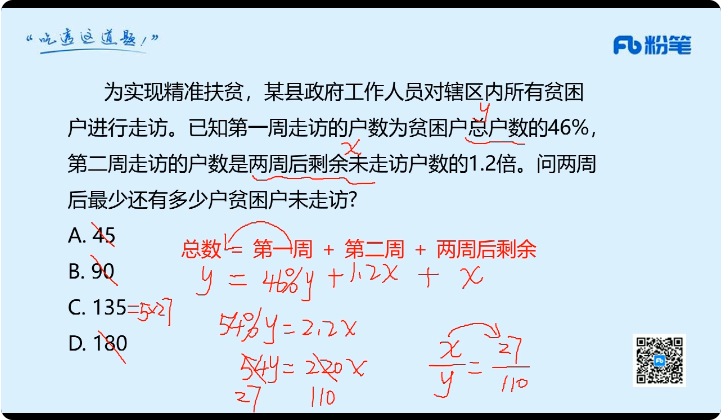 “吃透这道题！”
粉笔
为实现精准扶贫，某县政府工作人员对辖区内所有贫困
户进行走访。已知第一周走访的户数为贫困户总户数的46%，
y
第二周走访的户数是两周后剩余未走访户数的1.2倍。问两周
x
后最少还有多少户贫困户未走访？
A. 45
总数 = 第一周 + 第二周 + 两周后剩余
B. 90
y = 46%y + 1.2x + x
C. 135=5×27
54%y = 2.2x
D. 180
54y = 220x
27 110
x/y = 27/110